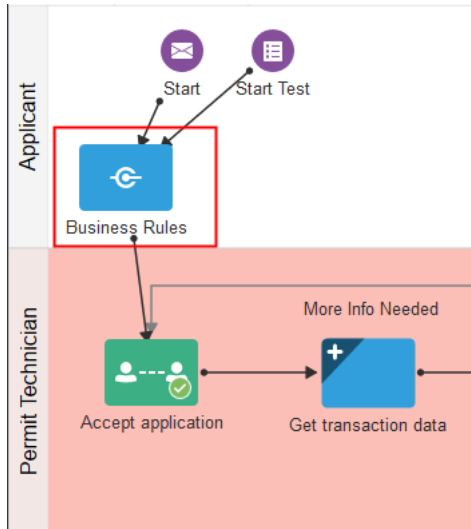 Applicant
Start
Start Test
Business Rules
Permit Technician
More Info Needed
Accept application
Get transaction data